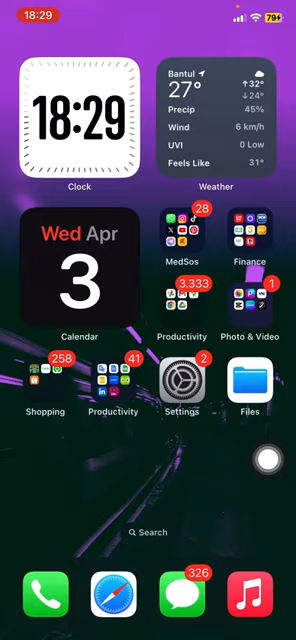 18:29
79
18:29
Clock
Bantul
27°
↑32°
↓24°
Precip 45%
Wind 6 km/h
UVI 0 Low
Feels Like 31°
Weather
Wed Apr
3
Calendar
28
MedSos
Finance
3.333
Productivity
1
Photo & Video
258
Shopping
41
Productivity
2
Settings
Files
Search
326